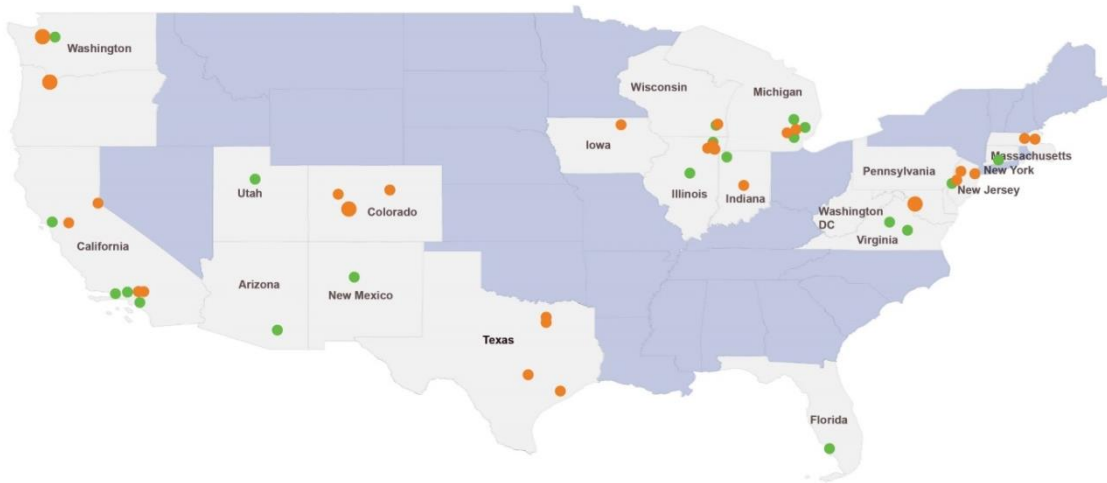 Washington
Wisconsin
Michigan
Iowa
Massachusetts
New York
Pennsylvania
New Jersey
Utah
Colorado
Illinois
Indiana
Washington
DC
Virginia
California
Arizona
New Mexico
Texas
Florida